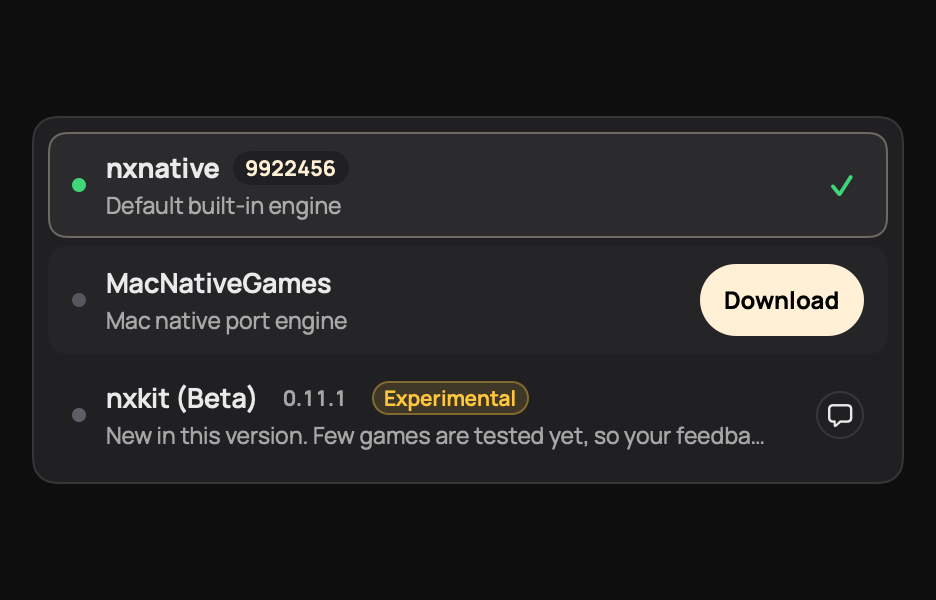 nxnative 9922456
Default built-in engine
MacNativeGames
Mac native port engine
Download
nxkit (Beta) 0.11.1 Experimental
New in this version. Few games are tested yet, so your feedba...